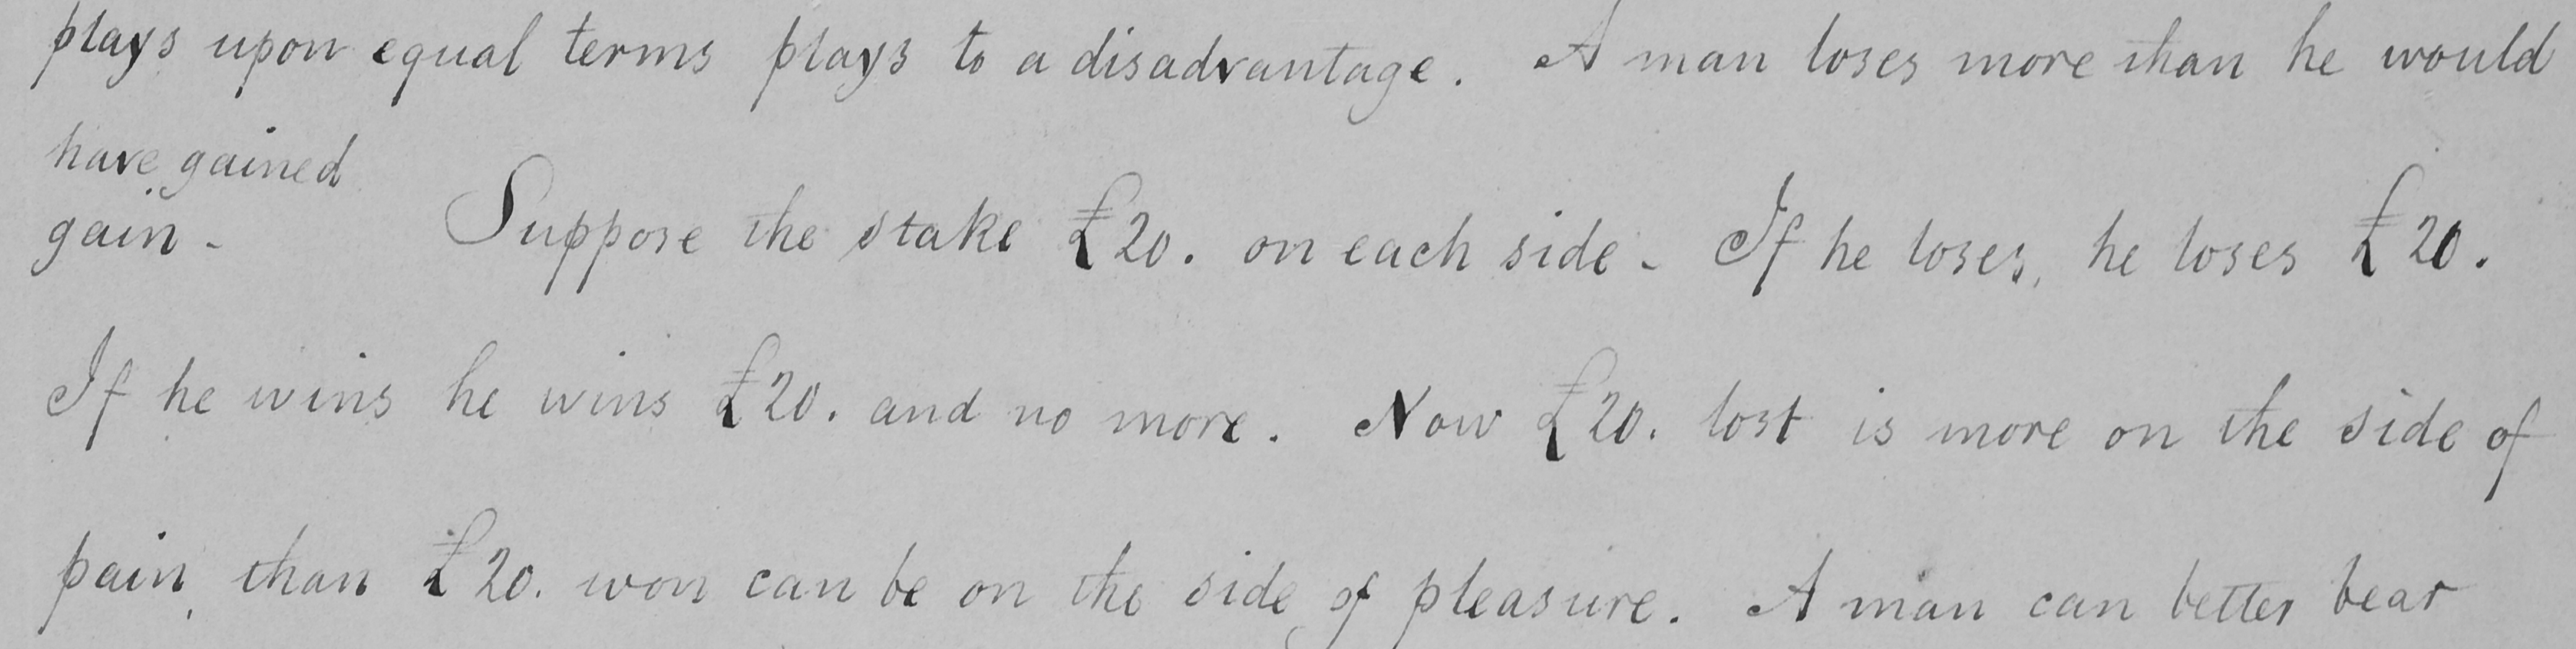 plays upon equal terms plays to a disadvantage. A man loses more than he would
have gained
gain - Suppose the stake £20. on each side - If he loses, he loses £20.
If he wins he wins £20. and no more. Now £20. lost is more on the side of
pain, than £20. won can be on the side of pleasure. A man can better bear